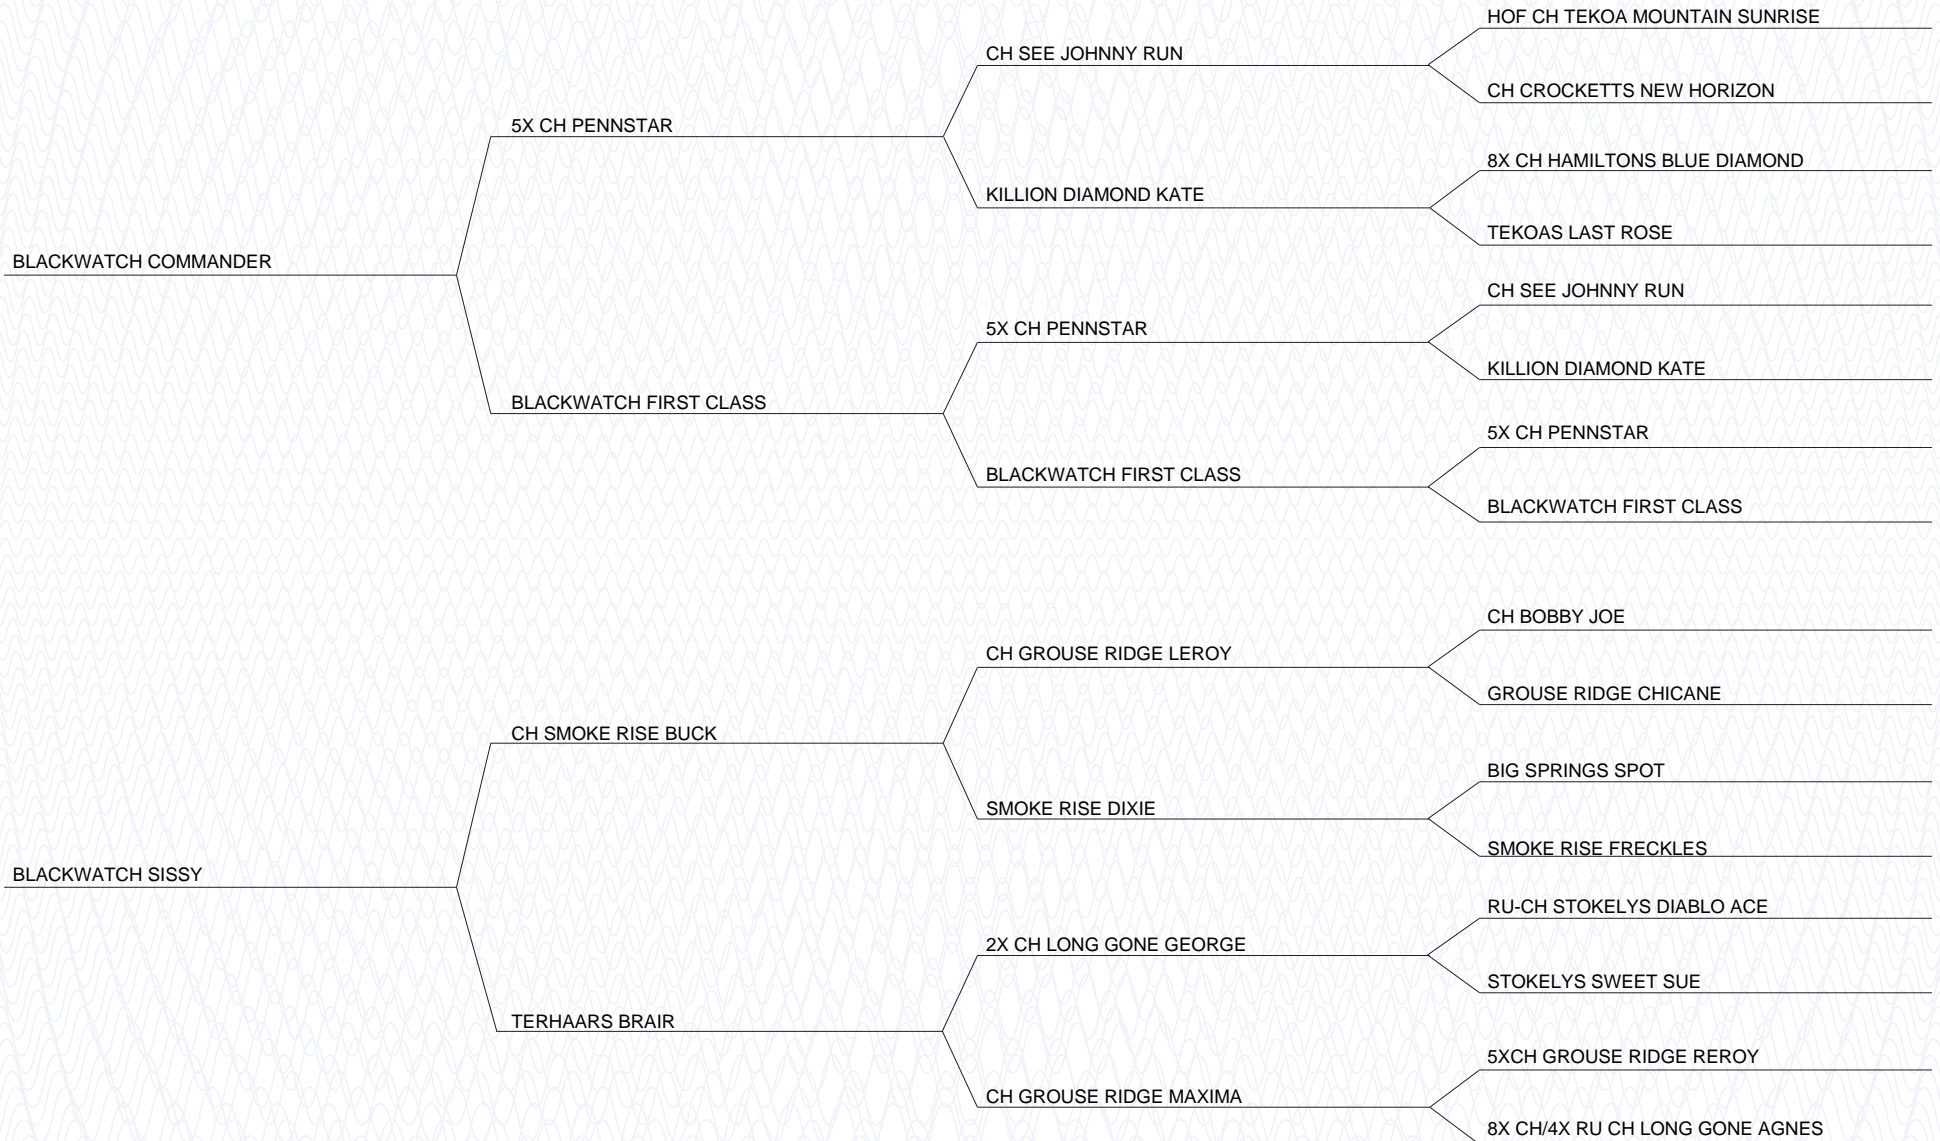 HOF CH TEKOA MOUNTAIN SUNRISE
CH SEE JOHNNY RUN
CH CROCKETTS NEW HORIZON
5X CH PENNSTAR
8X CH HAMILTONS BLUE DIAMOND
KILLION DIAMOND KATE
TEKOAS LAST ROSE
BLACKWATCH COMMANDER
CH SEE JOHNNY RUN
5X CH PENNSTAR
KILLION DIAMOND KATE
BLACKWATCH FIRST CLASS
5X CH PENNSTAR
BLACKWATCH FIRST CLASS
BLACKWATCH FIRST CLASS
CH BOBBY JOE
CH GROUSE RIDGE LEROY
GROUSE RIDGE CHICANE
CH SMOKE RISE BUCK
BIG SPRINGS SPOT
SMOKE RISE DIXIE
SMOKE RISE FRECKLES
BLACKWATCH SISSY
RU-CH STOKELYS DIABLO ACE
2X CH LONG GONE GEORGE
STOKELYS SWEET SUE
TERHAARS BRAIR
5XCH GROUSE RIDGE REROY
CH GROUSE RIDGE MAXIMA
8X CH/4X RU CH LONG GONE AGNES